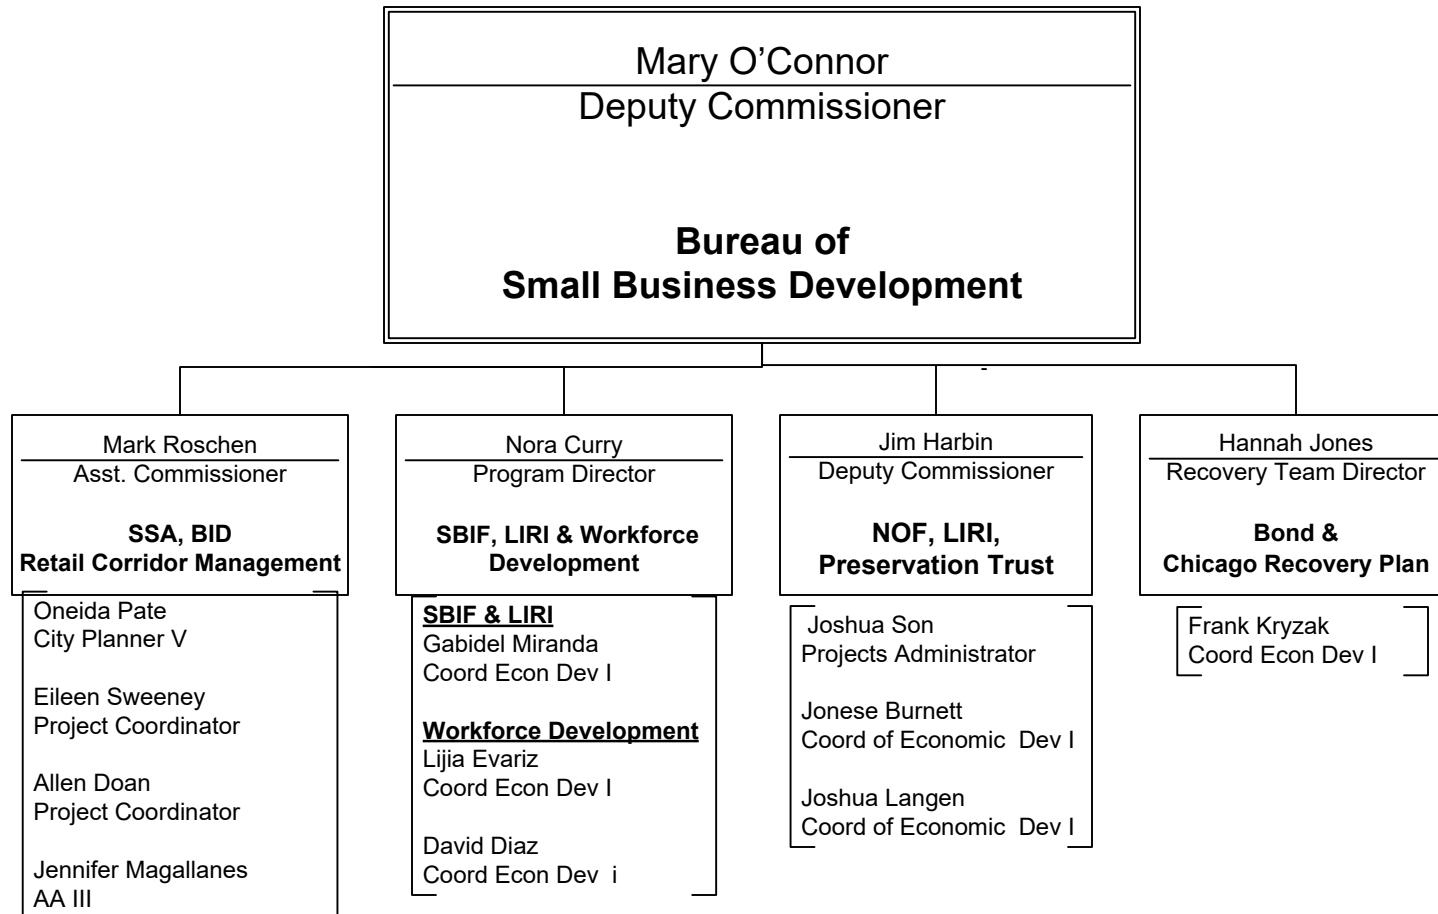 Mary O’Connor
Deputy Commissioner
Bureau of
Small Business Development
Mark Roschen
Asst. Commissioner
SSA, BID
Retail Corridor Management
Oneida Pate
City Planner V
Eileen Sweeney
Project Coordinator
Allen Doan
Project Coordinator
Jennifer Magallanes
AA III
Nora Curry
Program Director
SBIF, LIRI & Workforce
Development
SBIF & LIRI
Gabidel Miranda
Coord Econ Dev I
Workforce Development
Lijia Evariz
Coord Econ Dev I
David Diaz
Coord Econ Dev i
Jim Harbin
Deputy Commissioner
NOF, LIRI,
Preservation Trust
Joshua Son
Projects Administrator
Jonese Burnett
Coord of Economic Dev I
Joshua Langen
Coord of Economic Dev I
Hannah Jones
Recovery Team Director
Bond &
Chicago Recovery Plan
Frank Kryzak
Coord Econ Dev I